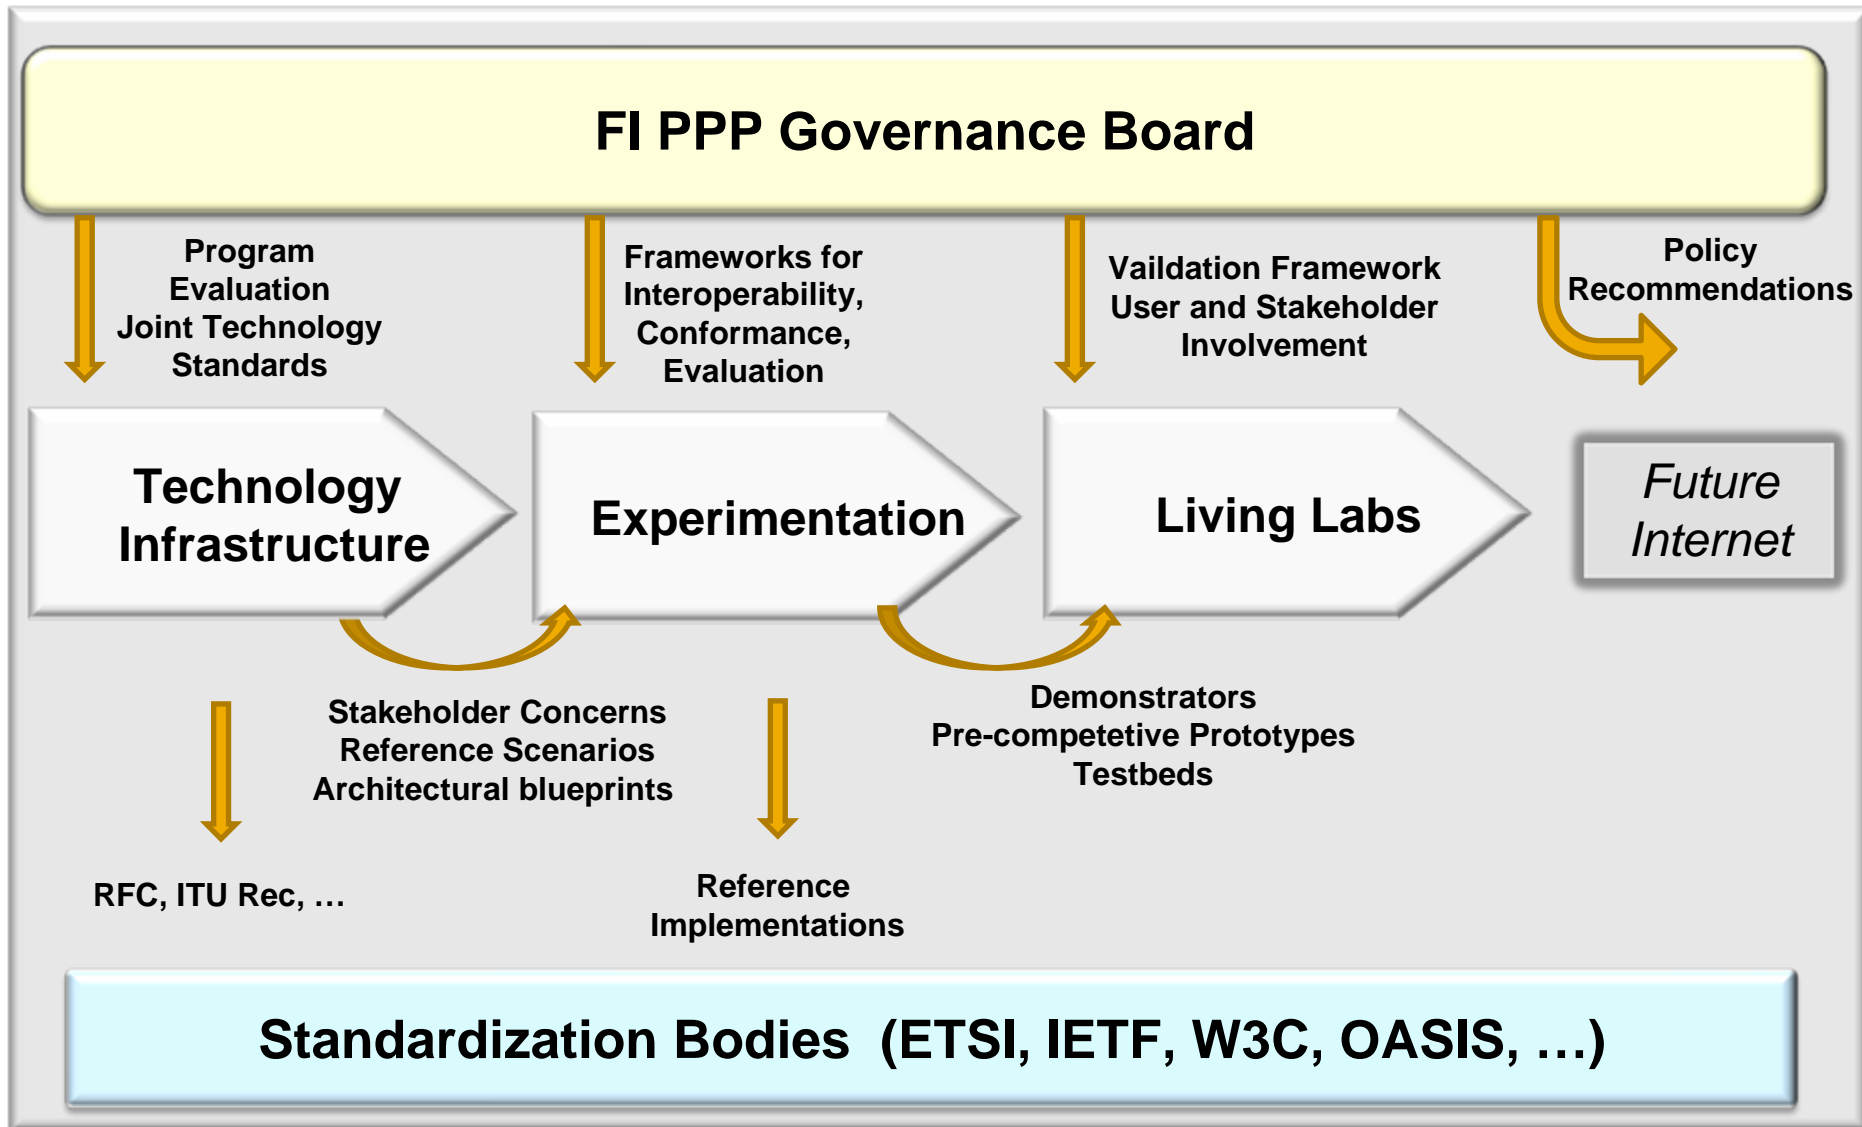 FI PPP Governance Board
Program
Evaluation
Joint Technology
Standards
Frameworks for
Interoperability,
Conformance,
Evaluation
Vaildation Framework
User and Stakeholder
Involvement
Policy
Recommendations
Technology
Infrastructure
Experimentation
Living Labs
Future
Internet
Stakeholder Concerns
Reference Scenarios
Architectural blueprints
Demonstrators
Pre-competetive Prototypes
Testbeds
RFC, ITU Rec, …
Reference
Implementations
Standardization Bodies (ETSI, IETF, W3C, OASIS, …)